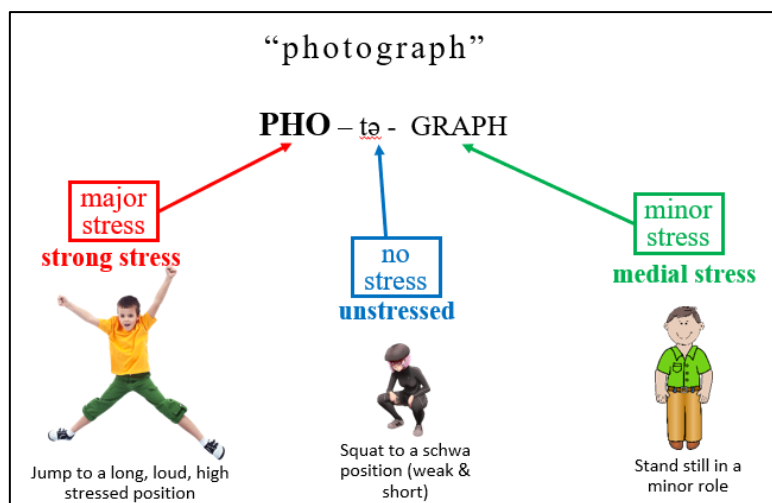 “photograph”
PHO – tə - GRAPH
major
stress
strong stress
no
stress
unstressed
minor
stress
medial stress
Jump to a long, loud, high
stressed position
Squat to a schwa
position (weak &
short)
Stand still in a
minor role